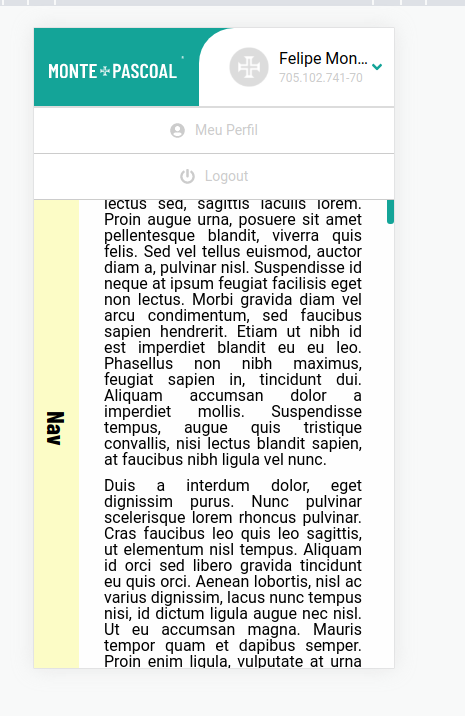 MONTE PASCOAL
Felipe Mon...
705.102.741-70
Meu Perfil
Logout
Nav
lectus sed, sagittis iaculis lorem.
Proin augue urna, posuere sit amet
pellentesque blandit, viverra quis
felis. Sed vel tellus euismod, auctor
diam a, pulvinar nisl. Suspendisse id
neque at ipsum feugiat facilisis eget
non lectus. Morbi gravida diam vel
arcu condimentum, sed faucibus
sapien hendrerit. Etiam ut nibh id
est imperdiet blandit eu eu leo.
Phasellus non nibh maximus,
feugiat sapien in, tincidunt dui.
Aliquam accumsan dolor a
imperdiet mollis. Suspendisse
tempus, augue quis tristique
convallis, nisi lectus blandit sapien,
at faucibus nibh ligula vel nunc.
Duis a interdum dolor, eget
dignissim purus. Nunc pulvinar
scelerisque lorem rhoncus pulvinar.
Cras faucibus leo quis leo sagittis,
ut elementum nisl tempus. Aliquam
id orci sed libero gravida tincidunt
eu quis orci. Aenean lobortis, nisl ac
varius dignissim, lacus nunc tempus
nisi, id dictum ligula augue nec nisl.
Ut eu accumsan magna. Mauris
tempor quam et dapibus semper.
Proin enim ligula, vulputate at urna